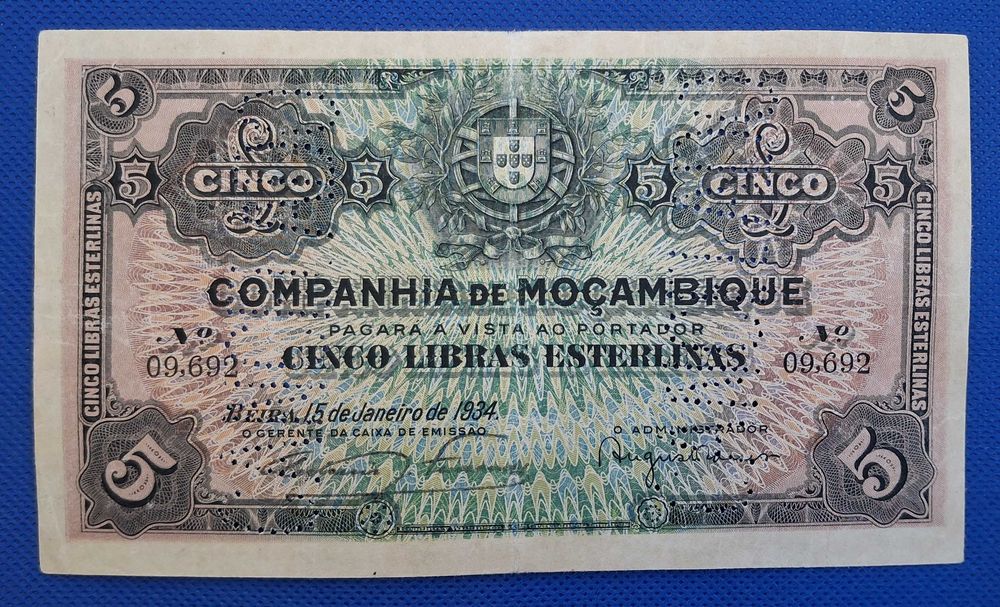 5 5
CINCO 5 5 CINCO 5
5
CINCO LIBRAS ESTERLINAS
CINCO LIBRAS ESTERLINAS
COMPANHIA DE MOÇAMBIQUE
PAGARA A VISTA AO PORTADOR
Nº Nº
CINCO LIBRAS ESTERLINAS
09,692 09,692
BEIRA, 15 de Janeiro de 1934.
O GERENTE DA CAIXA DE EMISSAO O ADMINISTRADOR
5 5